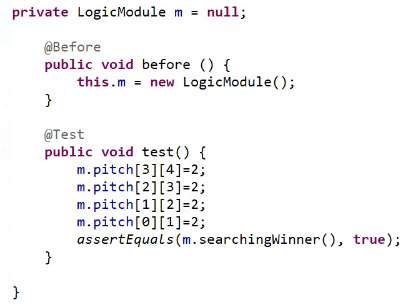 private LogicModule m = null;
@Before
public void before () {
this.m = new LogicModule();
}
@Test
public void test() {
m.pitch[3][4]=2;
m.pitch[2][3]=2;
m.pitch[1][2]=2;
m.pitch[0][1]=2;
assertEquals(m.searchingWinner(), true);
}
}